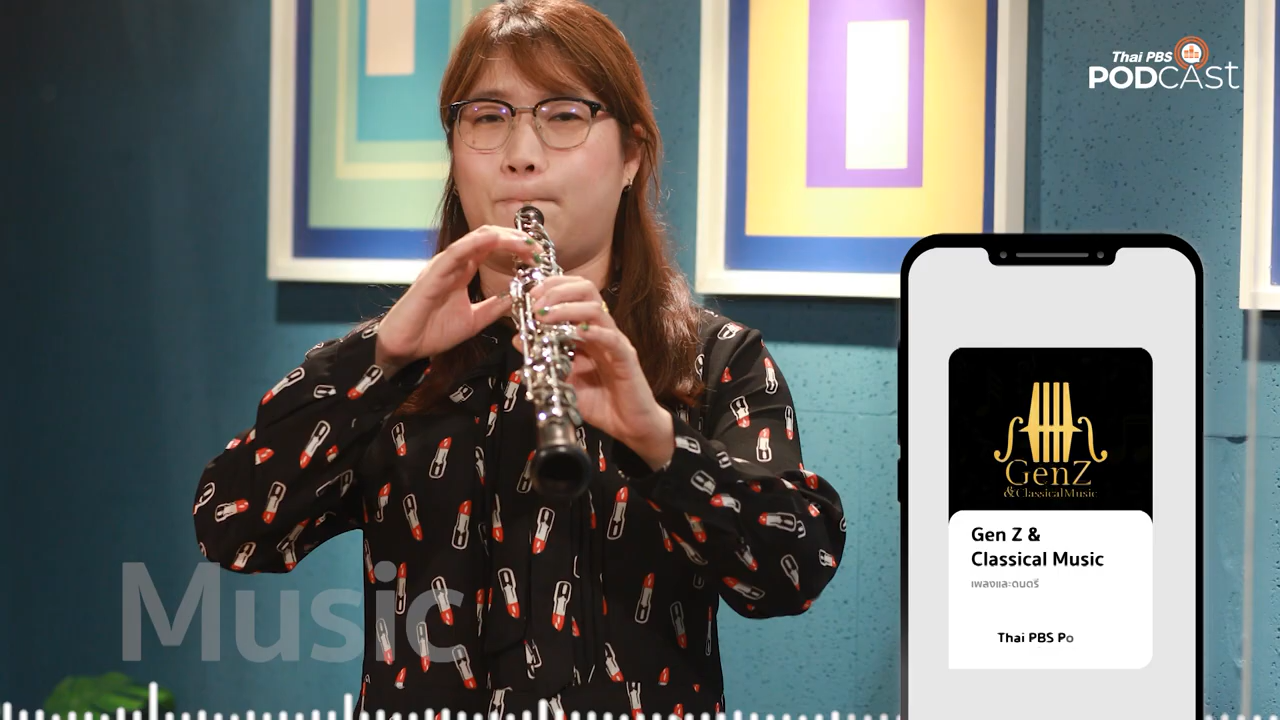 Thai PBS
PODCAST
GenZ
&ClassicalMusic
Gen Z &
Classical Music
เพลงและดนตรี
Thai PBS Po
Music